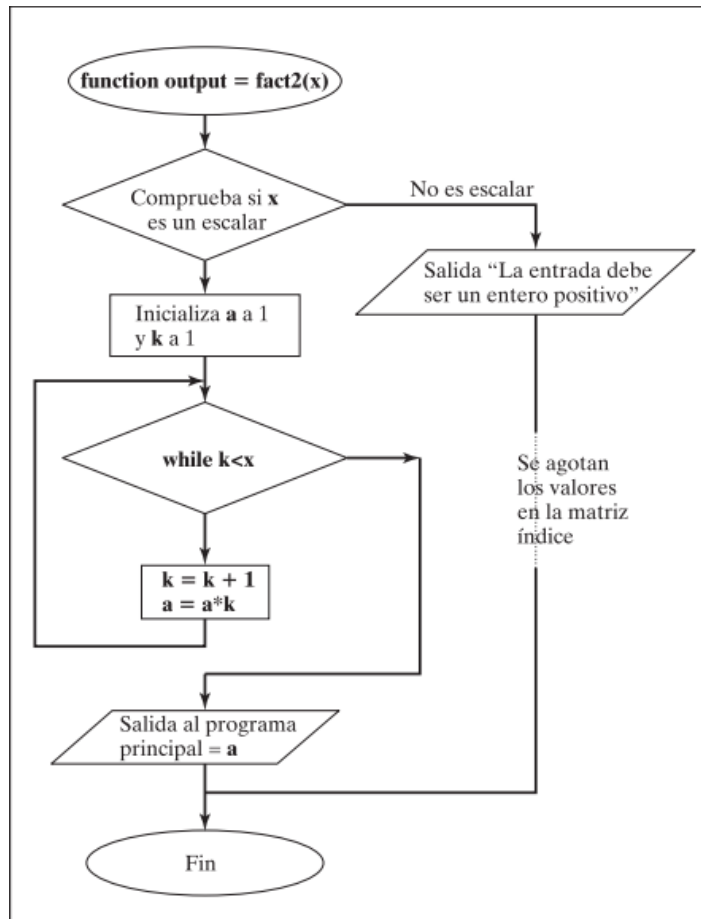 function output = fact2(x)
Comprueba si x
es un escalar
No es escalar
Salida “La entrada debe
ser un entero positivo”
Inicializa a a 1
y k a 1
while k<x
Se agotan
los valores
en la matriz
índice
k = k + 1
a = a*k
Salida al programa
principal = a
Fin